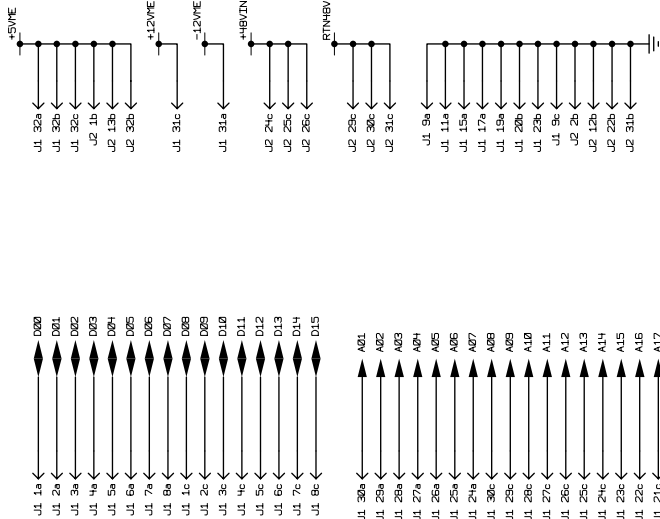 +5VME
+12VME
-12VME
+48VIN
RTN48V
J1 32a
J1 32b
J1 32c
J2 1b
J2 13b
J2 32b
J1 31c
J1 31a
J2 24c
J2 25c
J2 26c
J2 29c
J2 30c
J2 31c
J1 9a
J1 11a
J1 15a
J1 17a
J1 19a
J1 20b
J1 23b
J1 9c
J2 2b
J2 12b
J2 22b
J2 31b
D00
D01
D02
D03
D04
D05
D06
D07
D08
D09
D10
D11
D12
D13
D14
D15
J1 1a
J1 2a
J1 3a
J1 4a
J1 5a
J1 6a
J1 7a
J1 8a
J1 1c
J1 2c
J1 3c
J1 4c
J1 5c
J1 6c
J1 7c
J1 8c
A01
A02
A03
A04
A05
A06
A07
A08
A09
A10
A11
A12
A13
A14
A15
A16
A17
J1 30a
J1 29a
J1 28a
J1 27a
J1 26a
J1 25a
J1 24a
J1 30c
J1 29c
J1 28c
J1 27c
J1 26c
J1 25c
J1 24c
J1 23c
J1 22c
J1 21c